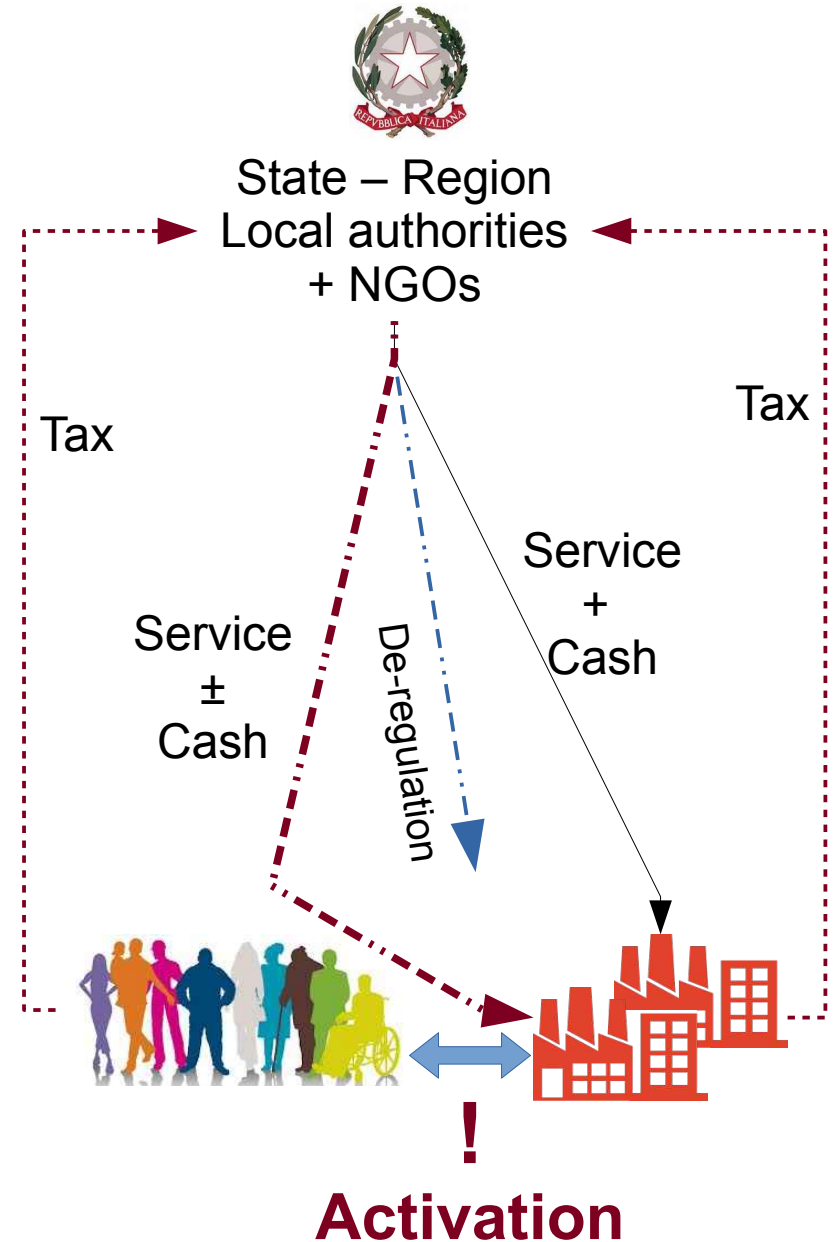 REPVBBLICA ITALIANA
State – Region
Local authorities
+ NGOs
Tax
Tax
Service
+
Cash
Service
±
Cash
De-regulation
!
Activation